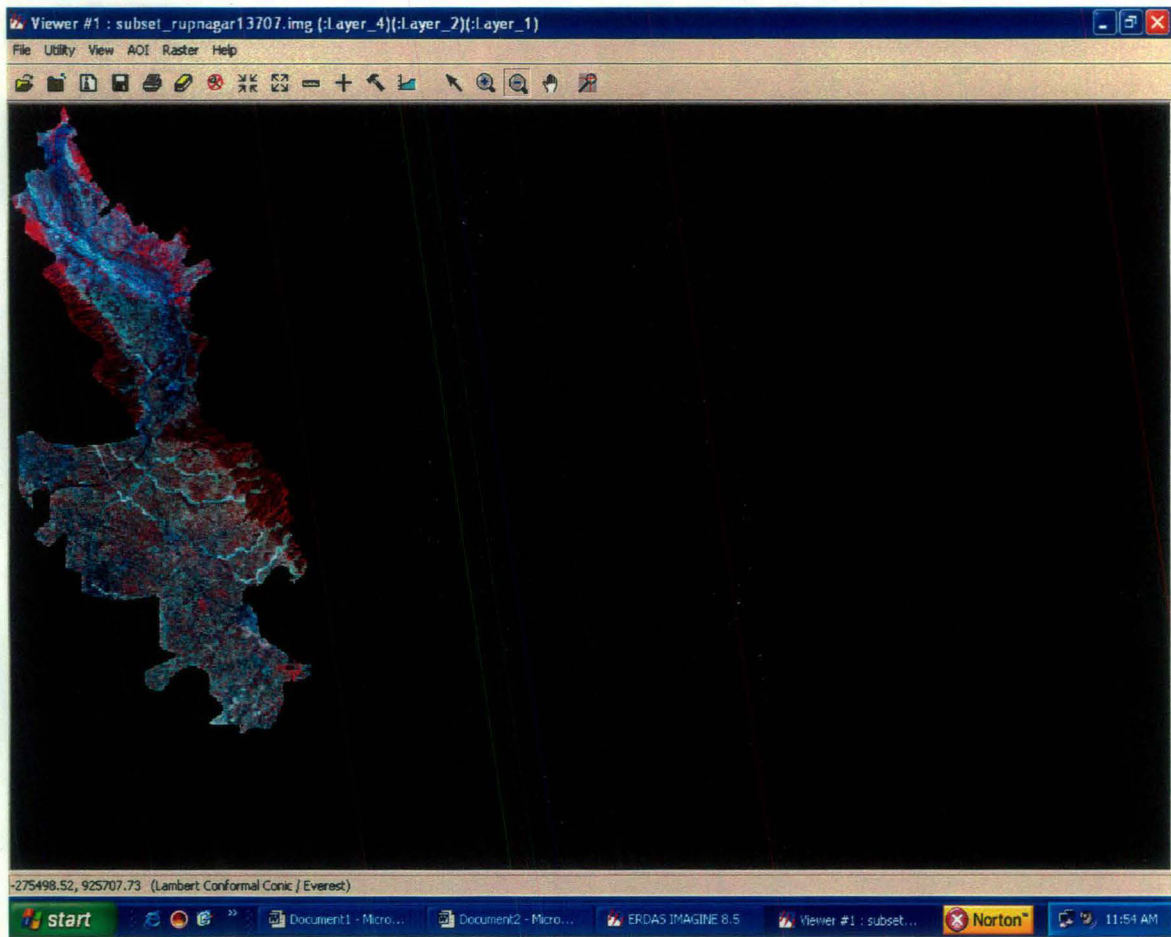 Viewer #1 : subset_rupnagar13707.img (:Layer_4)(:Layer_2)(:Layer_1)
File Utility View AOI Raster Help
-275498.52, 925707.73 (Lambert Conformal Conic / Everest)
start » Document1 - Micro... Document2 - Micro... ERDAS IMAGINE 8.5 Viewer #1 : subset... Norton™ 11:54 AM